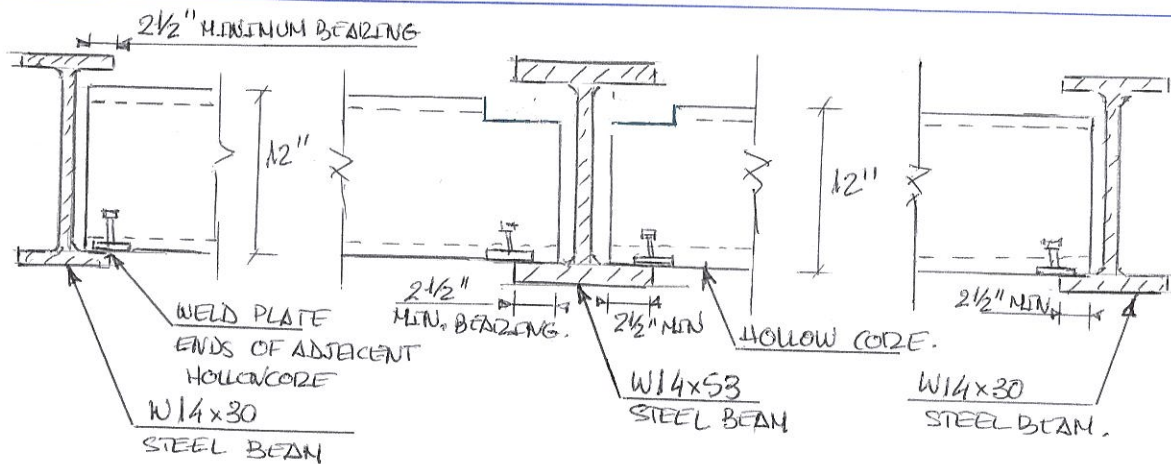 2½" MINIMUM BEARING
12"
12"
2½"
MIN. BEARING.
2½" MIN
2½" MIN.
WELD PLATE
ENDS OF ADJEACENT
HOLLOWCORE
HOLLOW CORE.
W14x30
STEEL BEAM
W14x53
STEEL BEAM
W14x30
STEEL BEAM.